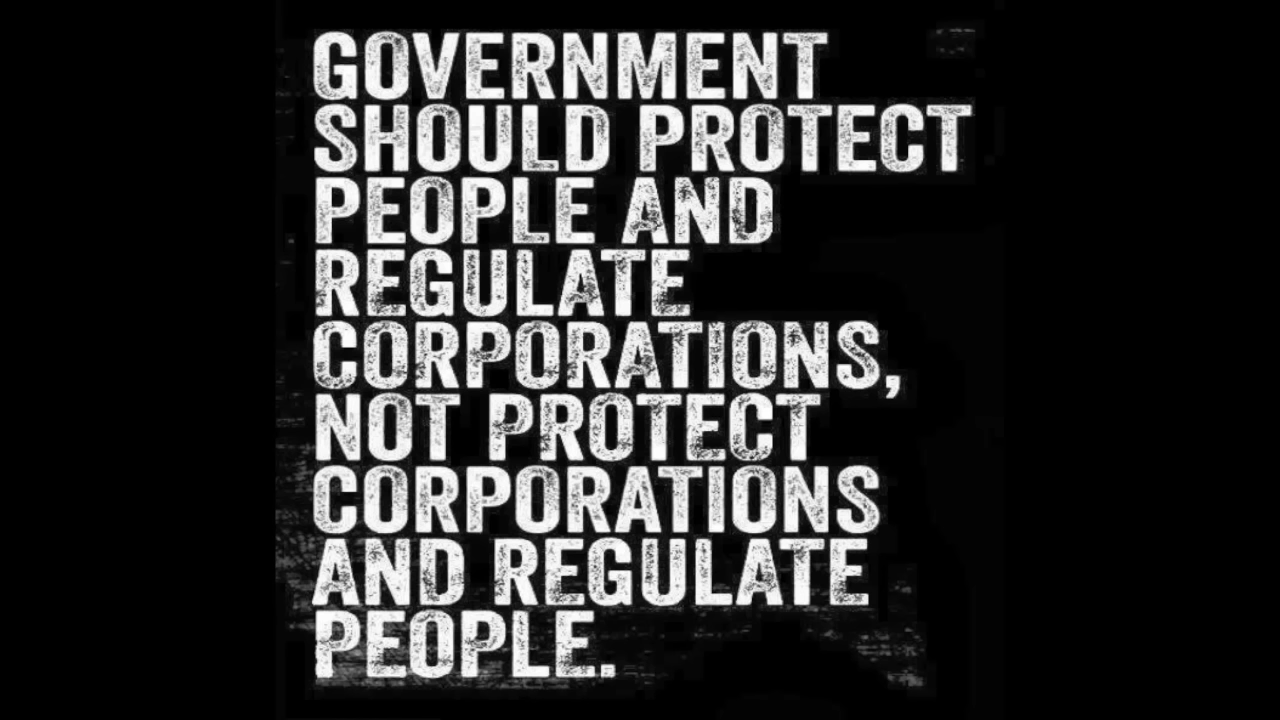 GOVERNMENT
SHOULD PROTECT
PEOPLE AND
REGULATE
CORPORATIONS,
NOT PROTECT
CORPORATIONS
AND REGULATE
PEOPLE.